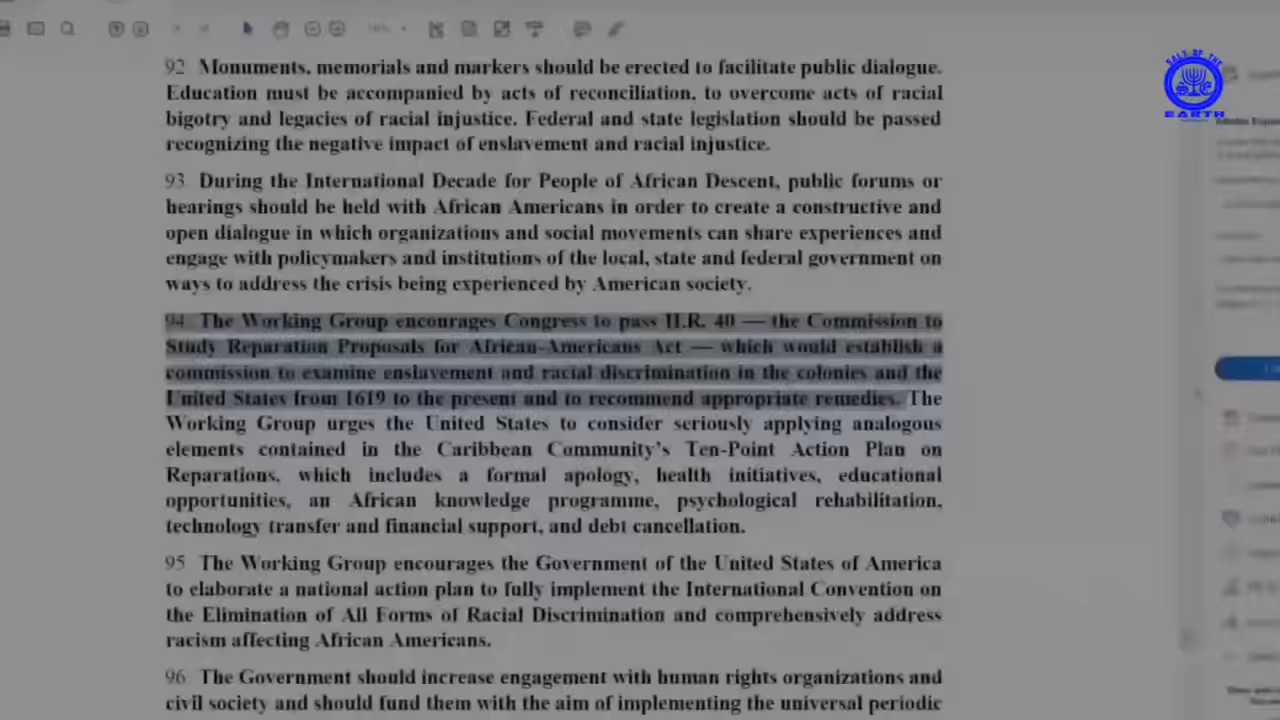 SALT OF THE
EARTH
92 Monuments, memorials and markers should be erected to facilitate public dialogue.
Education must be accompanied by acts of reconciliation, to overcome acts of racial
bigotry and legacies of racial injustice. Federal and state legislation should be passed
recognizing the negative impact of enslavement and racial injustice.
93 During the International Decade for People of African Descent, public forums or
hearings should be held with African Americans in order to create a constructive and
open dialogue in which organizations and social movements can share experiences and
engage with policymakers and institutions of the local, state and federal government on
ways to address the crisis being experienced by American society.
94 The Working Group encourages Congress to pass H.R. 40 — the Commission to
Study Reparation Proposals for African-Americans Act — which would establish a
commission to examine enslavement and racial discrimination in the colonies and the
United States from 1619 to the present and to recommend appropriate remedies. The
Working Group urges the United States to consider seriously applying analogous
elements contained in the Caribbean Community's Ten-Point Action Plan on
Reparations, which includes a formal apology, health initiatives, educational
opportunities, an African knowledge programme, psychological rehabilitation,
technology transfer and financial support, and debt cancellation.
95 The Working Group encourages the Government of the United States of America
to elaborate a national action plan to fully implement the International Convention on
the Elimination of All Forms of Racial Discrimination and comprehensively address
racism affecting African Americans.
96 The Government should increase engagement with human rights organizations and
civil society and should fund them with the aim of implementing the universal periodic